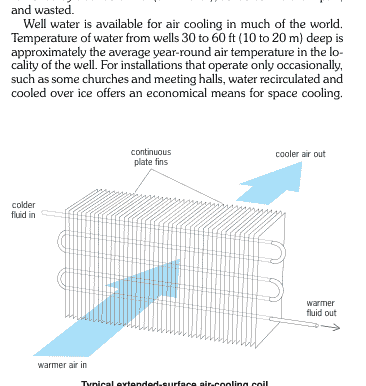 and wasted.
Well water is available for air cooling in much of the world.
Temperature of water from wells 30 to 60 ft (10 to 20 m) deep is
approximately the average year-round air temperature in the lo-
cality of the well. For installations that operate only occasionally,
such as some churches and meeting halls, water recirculated and
cooled over ice offers an economical means for space cooling.
continuous
plate fins
cooler air out
colder
fluid in
warmer
fluid out
warmer air in
Typical extended-surface air-cooling coil